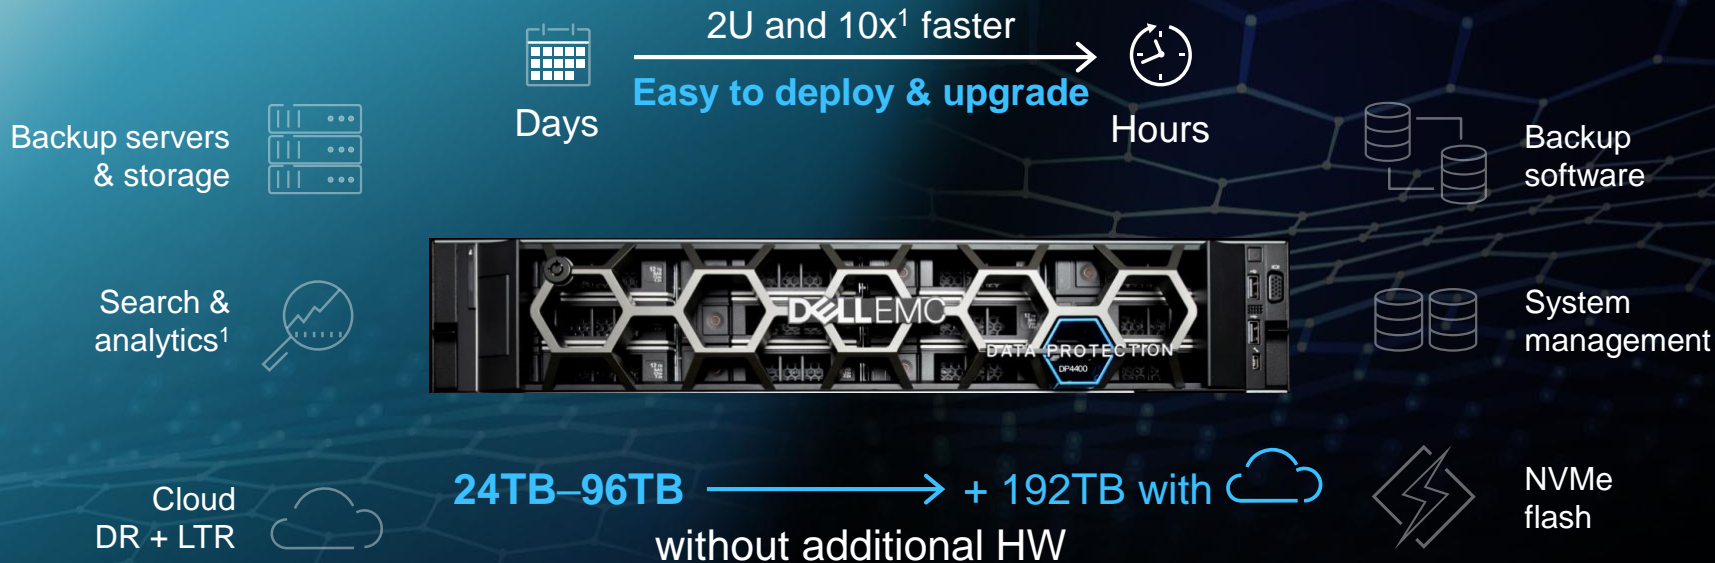 2U and 10x¹ faster
Easy to deploy & upgrade
Days
Hours
Backup servers
& storage
Backup
software
Search &
analytics¹
DELLEMC
DATA PROTECTION
DP4400
System
management
Cloud
DR + LTR
24TB–96TB
+ 192TB with
without additional HW
NVMe
flash